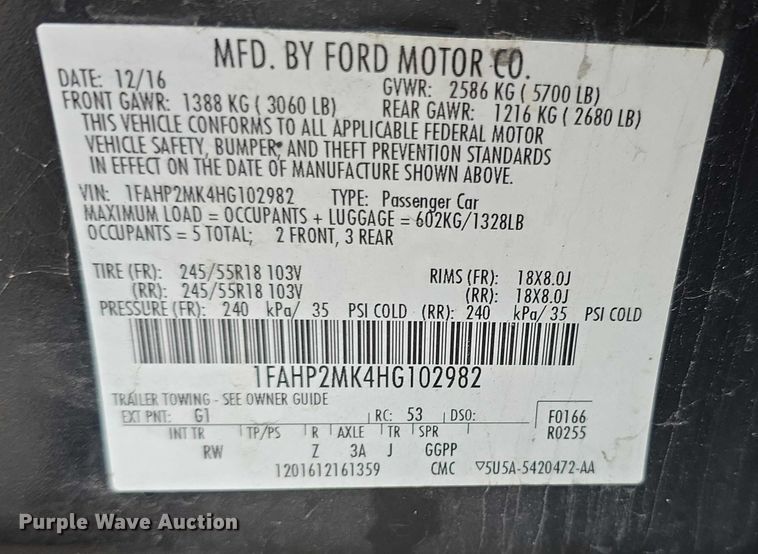 MFD. BY FORD MOTOR CO.
DATE: 12/16 GVWR: 2586 KG ( 5700 LB)
FRONT GAWR: 1388 KG ( 3060 LB) REAR GAWR: 1216 KG ( 2680 LB)
THIS VEHICLE CONFORMS TO ALL APPLICABLE FEDERAL MOTOR
VEHICLE SAFETY, BUMPER, AND THEFT PREVENTION STANDARDS
IN EFFECT ON THE DATE OF MANUFACTURE SHOWN ABOVE.
VIN: 1FAHP2MK4HG102982 TYPE: Passenger Car
MAXIMUM LOAD = OCCUPANTS + LUGGAGE = 602KG/1328LB
OCCUPANTS = 5 TOTAL; 2 FRONT, 3 REAR
TIRE (FR): 245/55R18 103V RIMS (FR): 18X8.0J
(RR): 245/55R18 103V (RR): 18X8.0J
PRESSURE (FR): 240 kPa/ 35 PSI COLD (RR): 240 kPa/ 35 PSI COLD
1FAHP2MK4HG102982
TRAILER TOWING - SEE OWNER GUIDE
EXT PNT: G1 RC: 53 DSO: F0166
INT TR TP/PS R AXLE TR SPR R0255
RW Z 3A J GGPP
1201612161359 CMC ▽5U5A-5420472-AA
Purple Wave Auction